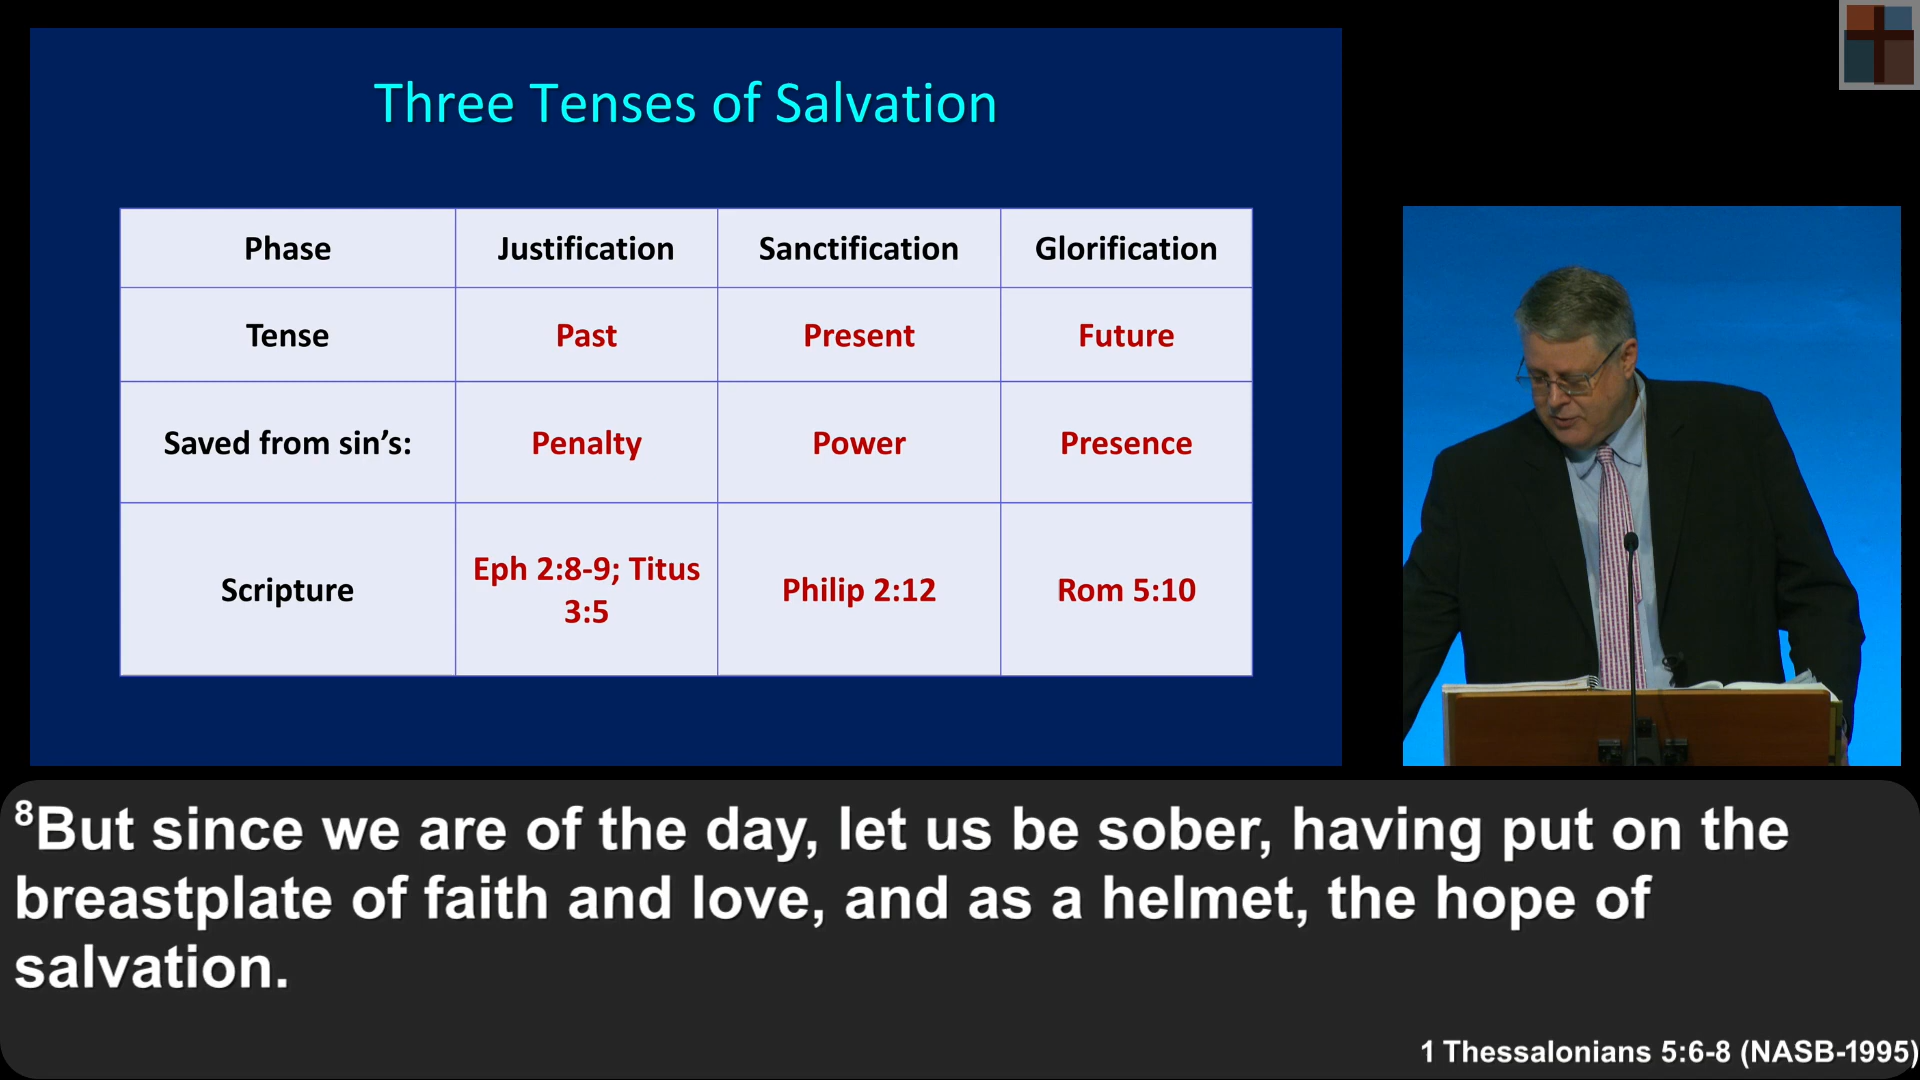 Three Tenses of Salvation
Phase Justification Sanctification Glorification
Tense Past Present Future
Saved from sin’s: Penalty Power Presence
Scripture Eph 2:8-9; Titus 3:5 Philip 2:12 Rom 5:10
8But since we are of the day, let us be sober, having put on the
breastplate of faith and love, and as a helmet, the hope of
salvation.
1 Thessalonians 5:6-8 (NASB-1995)